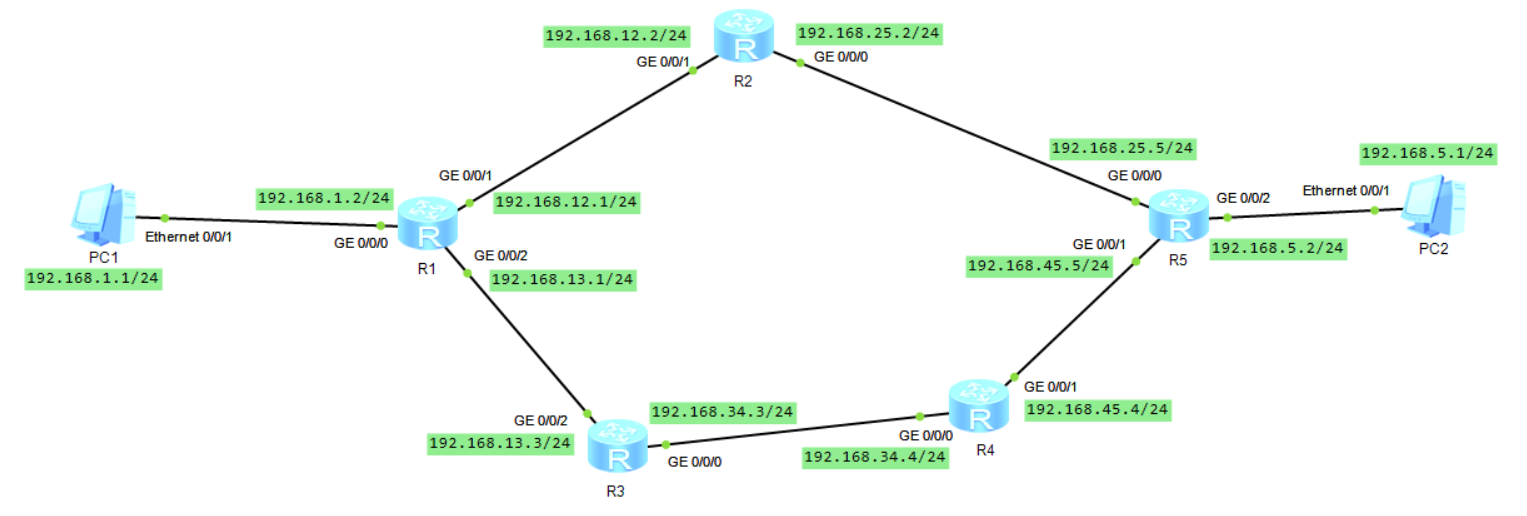 192.168.12.2/24
192.168.25.2/24
GE 0/0/1
GE 0/0/0
R2
192.168.25.5/24
192.168.5.1/24
GE 0/0/1
GE 0/0/0
192.168.1.2/24
192.168.12.1/24
GE 0/0/2
Ethernet 0/0/1
Ethernet 0/0/1
GE 0/0/0
R
R
R
PC1
R1
GE 0/0/2
192.168.13.1/24
192.168.1.1/24
GE 0/0/1
192.168.45.5/24
R5
192.168.5.2/24
PC2
GE 0/0/1
192.168.45.4/24
GE 0/0/2
192.168.13.3/24
192.168.34.3/24
GE 0/0/0
192.168.34.4/24
R
R4
R
GE 0/0/0
R3